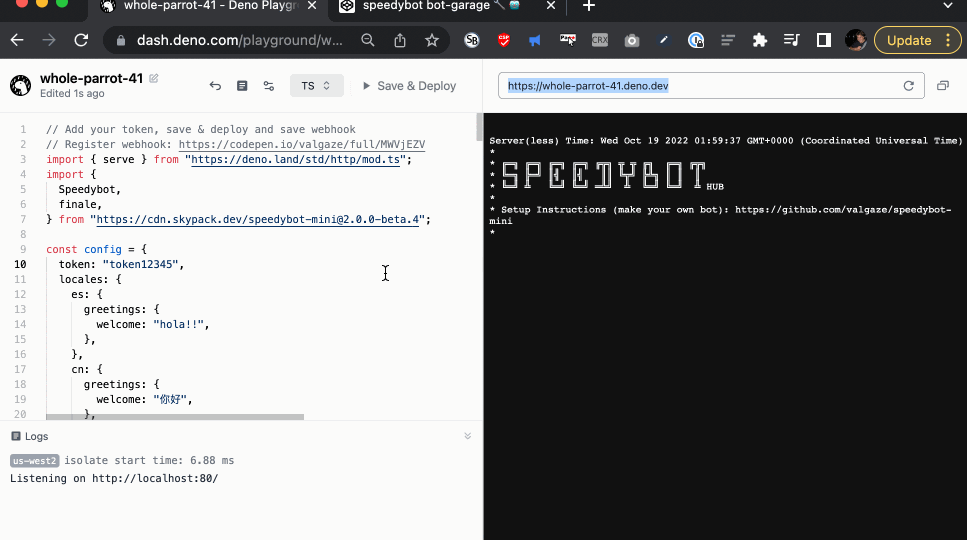 whole-parrot-41 - Deno Playgr
speedybot bot-garage
dash.deno.com/playground/w...
SB
CSP
CRX
Update
whole-parrot-41
Edited 1s ago
TS
Save & Deploy
https://whole-parrot-41.deno.dev
1 // Add your token, save & deploy and save webhook
2 // Register webhook: https://codepen.io/valgaze/full/MWVjEZV
3 import { serve } from "https://deno.land/std/http/mod.ts";
4 import {
5 Speedybot,
6 finale,
7 } from "https://cdn.skypack.dev/speedybot-mini@2.0.0-beta.4";
8
9 const config = {
10 token: "token12345",
11 locales: {
12 es: {
13 greetings: {
14 welcome: "hola!!",
15 },
16 },
17 cn: {
18 greetings: {
19 welcome: "你好",
20 },
Logs
us-west2 isolate start time: 6.88 ms
Listening on http://localhost:80/
Server(less) Time: Wed Oct 19 2022 01:59:37 GMT+0000 (Coordinated Universal Time)
*
*
* SPEEDYBOT
* HUB
*
* Setup Instructions (make your own bot): https://github.com/valgaze/speedybot-
mini
*